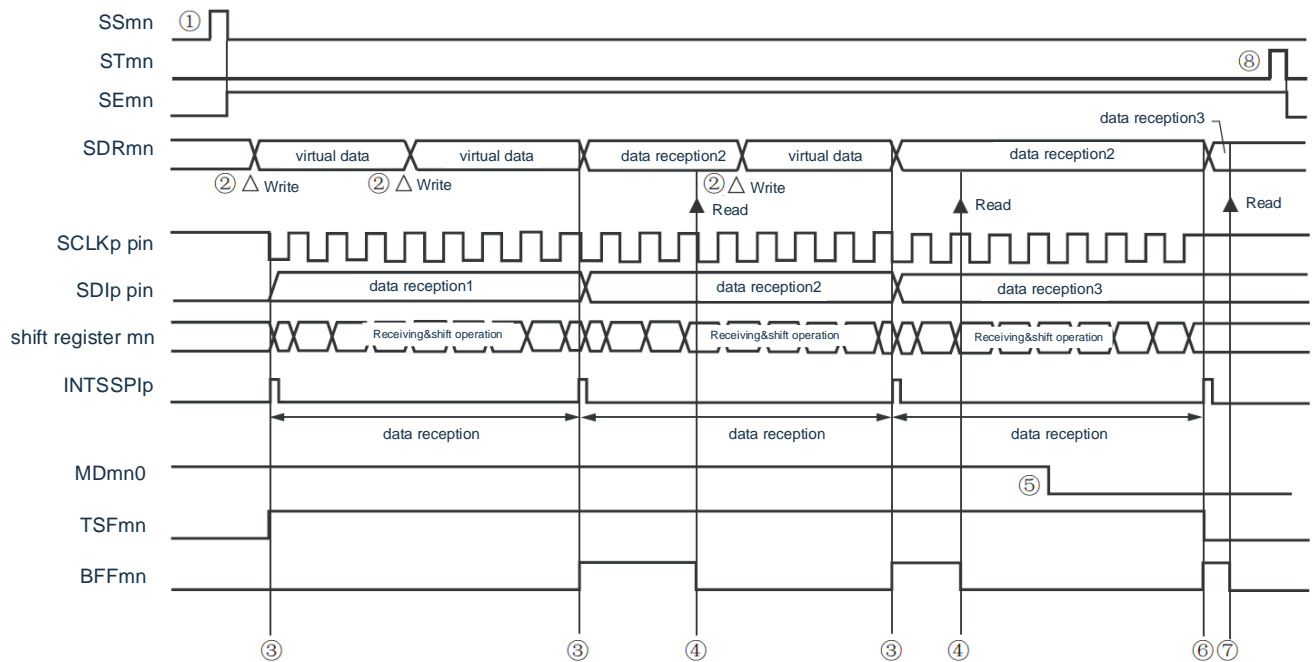 SSmn ①
STmn ⑧
SEmn
data reception3
SDRmn virtual data virtual data data reception2 virtual data data reception2
② △ Write ② △ Write ② △ Write
▲ Read ▲ Read ▲ Read
SCLKp pin
SDIp pin data reception1 data reception2 data reception3
shift register mn Receiving&shift operation Receiving&shift operation Receiving&shift operation
INTSSPIp
data reception data reception data reception
MDmn0 ⑤
TSFmn
BFFmn
③ ③ ④ ③ ④ ⑥ ⑦